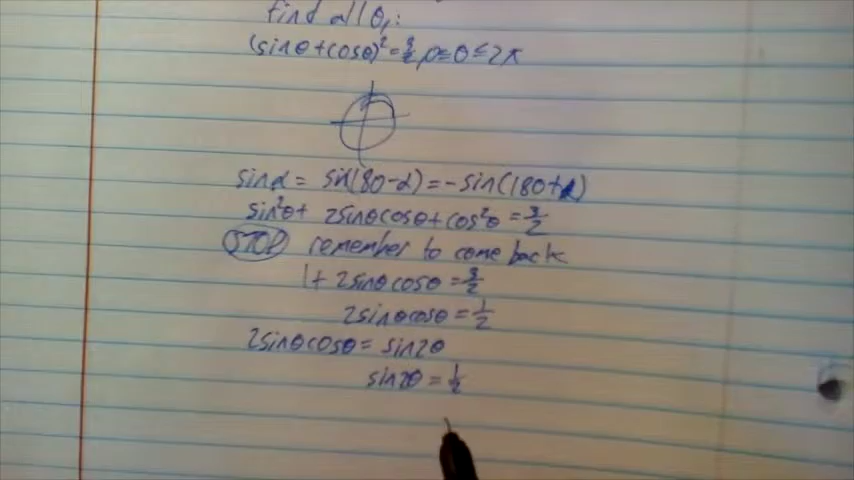 find all θ,:
(sinθ+cosθ)²=3/2, 0≤θ≤2π
sinα = sin(180-α)=-sin(180+α)
sin²θ+ 2sinθcosθ+cos²θ=3/2
STOP remember to come back
1+2sinθcosθ=3/2
2sinθcosθ=1/2
2sinθcosθ=sin2θ
sin2θ=1/2